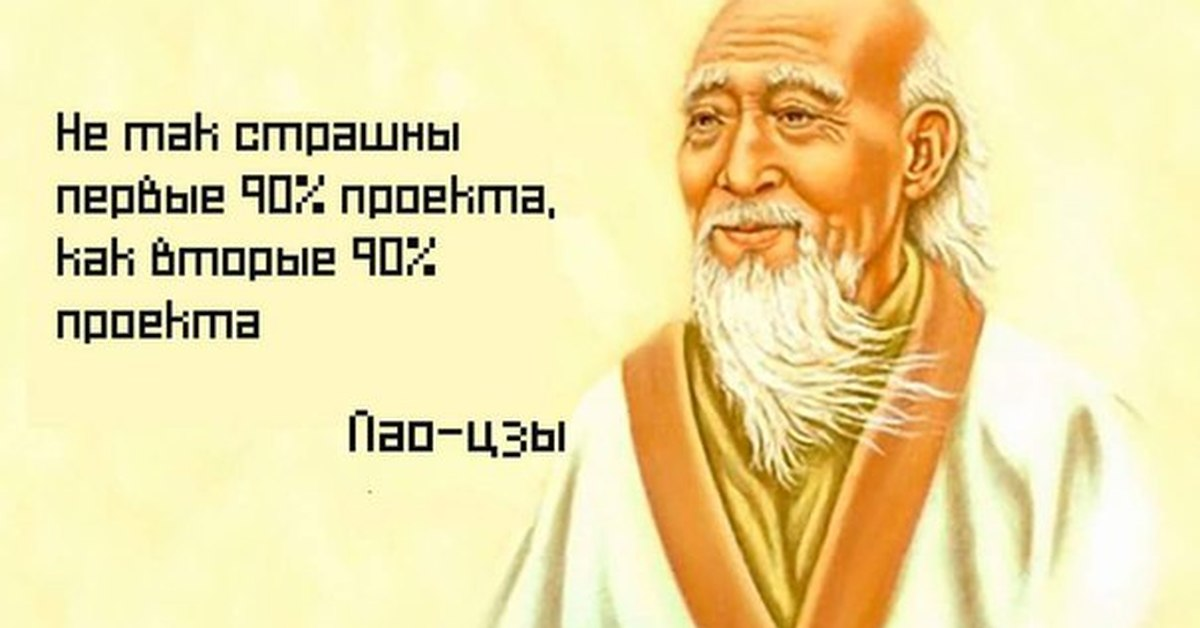 Не так страшны
первые 90% проекта,
как вторые 90%
проекта
Лао-цзы